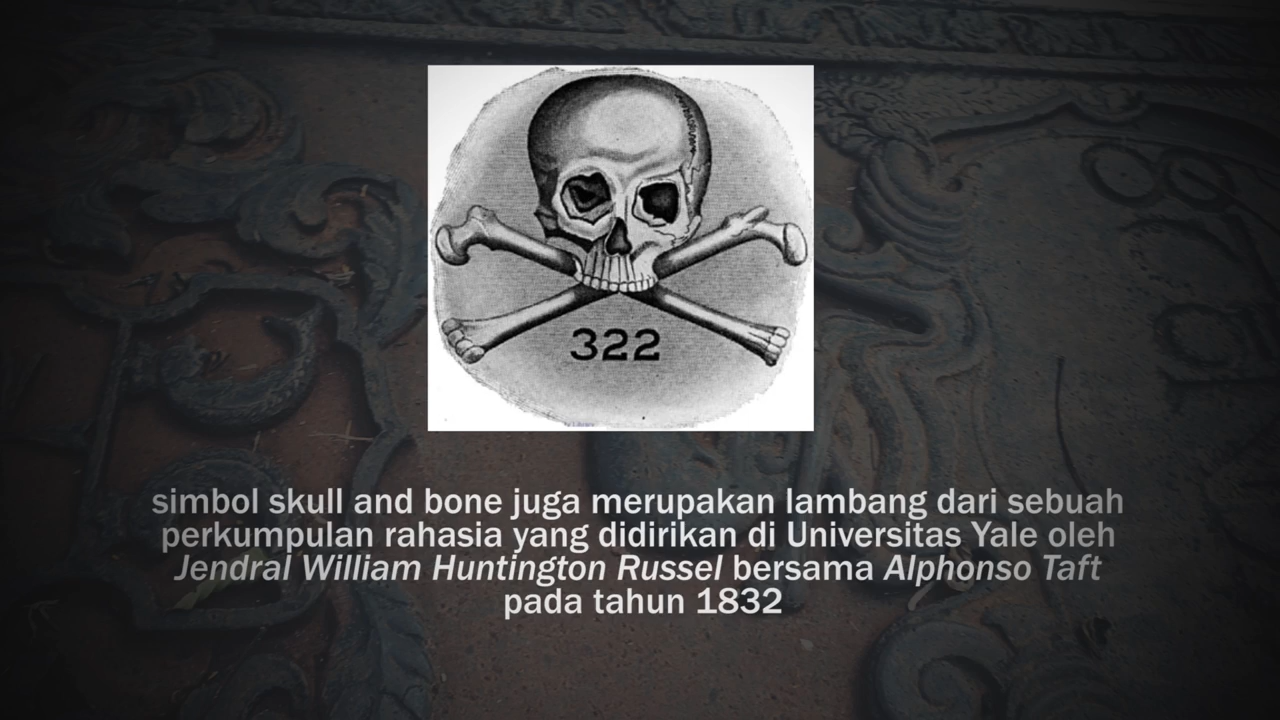 322
simbol skull and bone juga merupakan lambang dari sebuah
perkumpulan rahasia yang didirikan di Universitas Yale oleh
Jendral William Huntington Russel bersama Alphonso Taft
pada tahun 1832